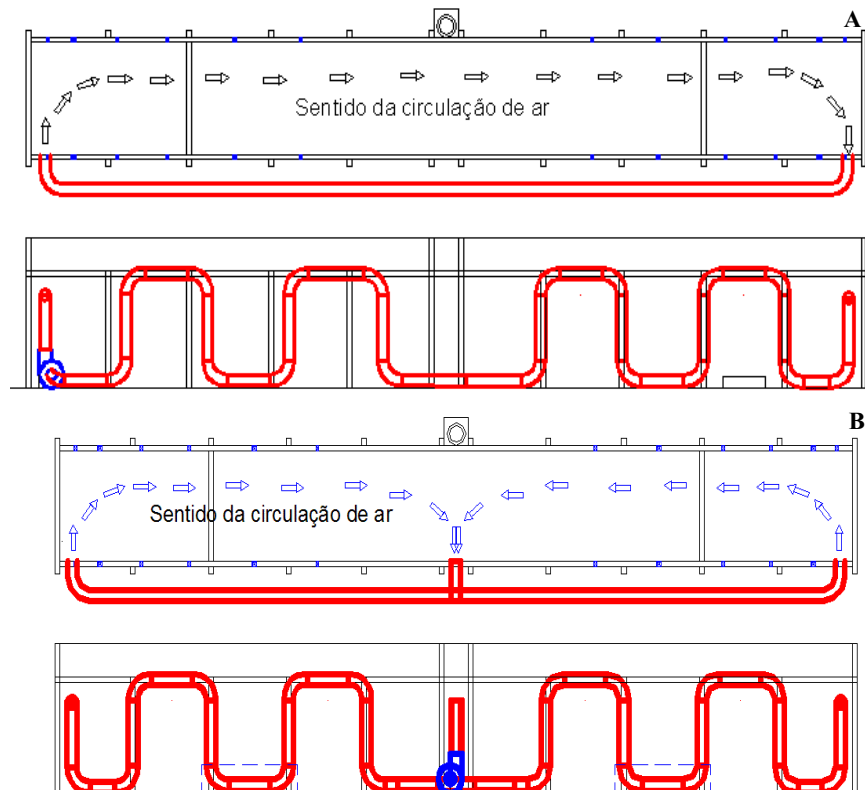 A
Sentido da circulação de ar
B
Sentido da circulação de ar